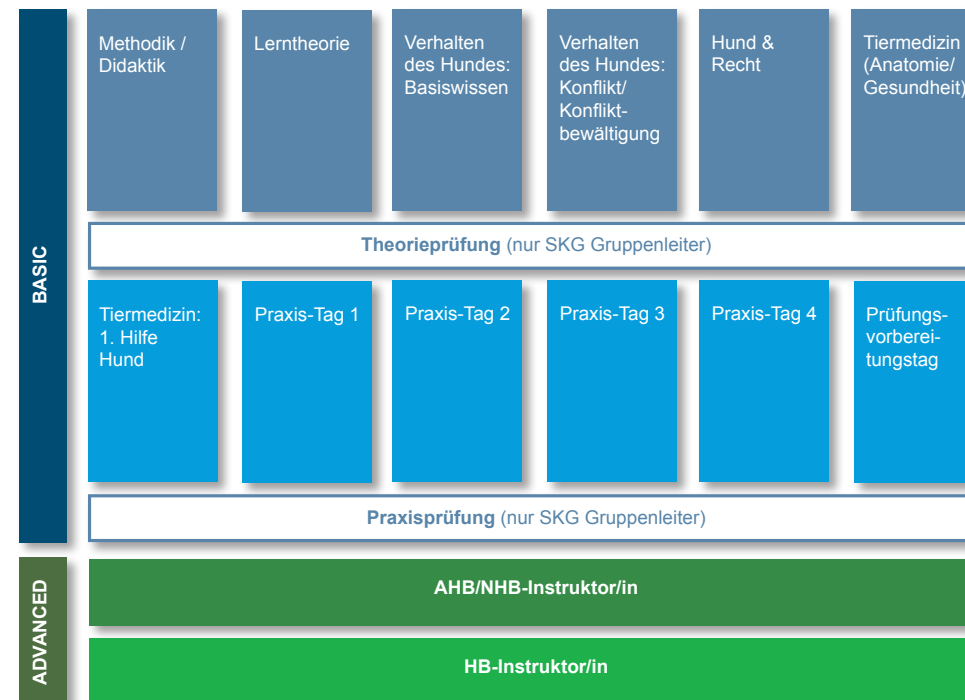 BASIC
Methodik /
Didaktik
Lerntheorie
Verhalten
des Hundes:
Basiswissen
Verhalten
des Hundes:
Konflikt/
Konflikt-
bewältigung
Hund &
Recht
Tiermedizin
(Anatomie/
Gesundheit)
Theorieprüfung (nur SKG Gruppenleiter)
Tiermedizin:
1. Hilfe
Hund
Praxis-Tag 1
Praxis-Tag 2
Praxis-Tag 3
Praxis-Tag 4
Prüfungs-
vorberei-
tungstag
Praxisprüfung (nur SKG Gruppenleiter)
ADVANCED
AHB/NHB-Instruktor/in
HB-Instruktor/in